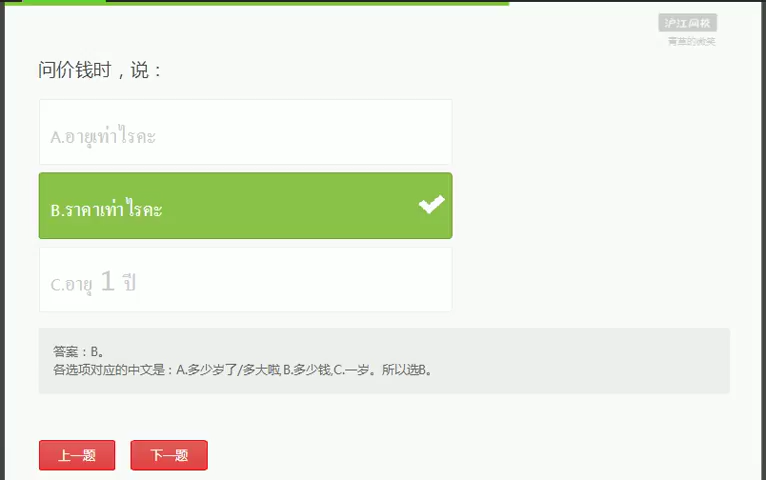 沪江网校
问价钱时，说：
A.อายุเท่าไรคะ
B.ราคาเท่าไรคะ
C.อายุ 1 ปี
答案：B。
各选项对应的中文是：A.多少岁了/多大啦,B.多少钱,C.一岁。所以选B。
上一题 下一题